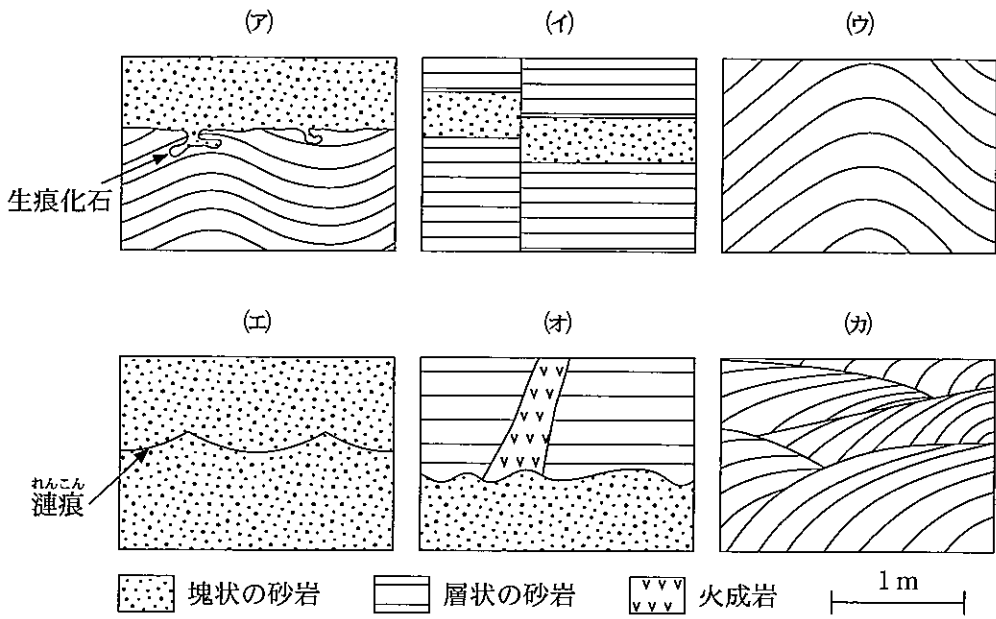 (ア)
(イ)
(ウ)
生痕化石
(エ)
(オ)
(カ)
れんこん
漣痕
塊状の砂岩
層状の砂岩
火成岩
1m